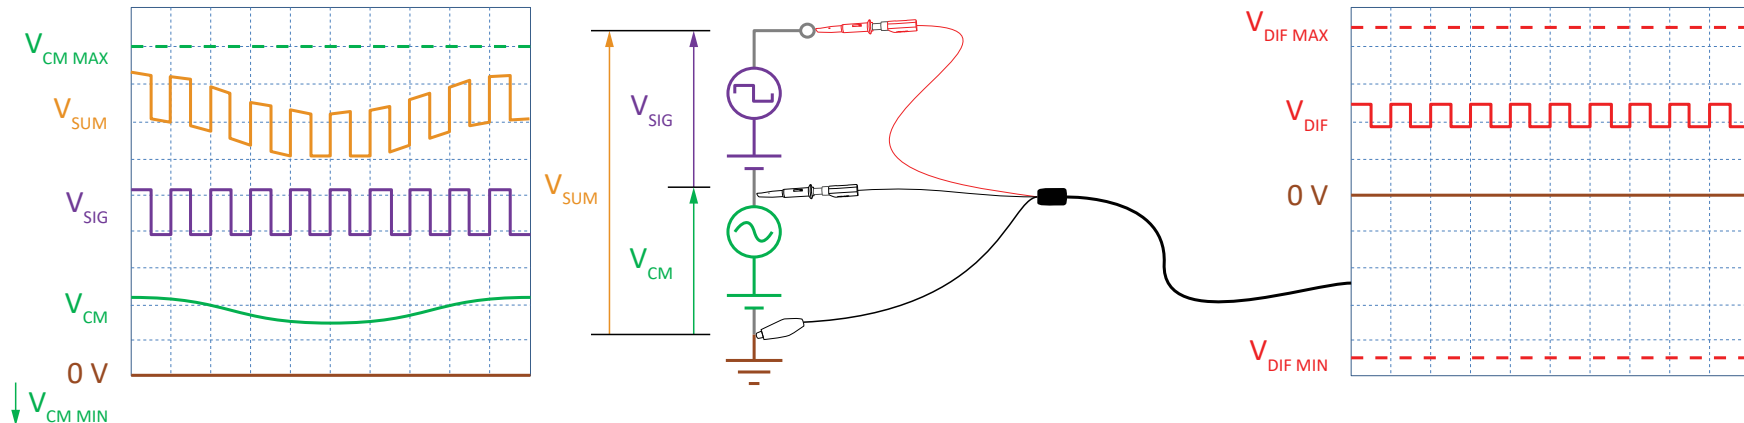 V CM MAX
V SUM
V SIG
V CM
0 V
V CM MIN
V SUM
V SIG
V CM
V DIF MAX
V DIF
0 V
V DIF MIN